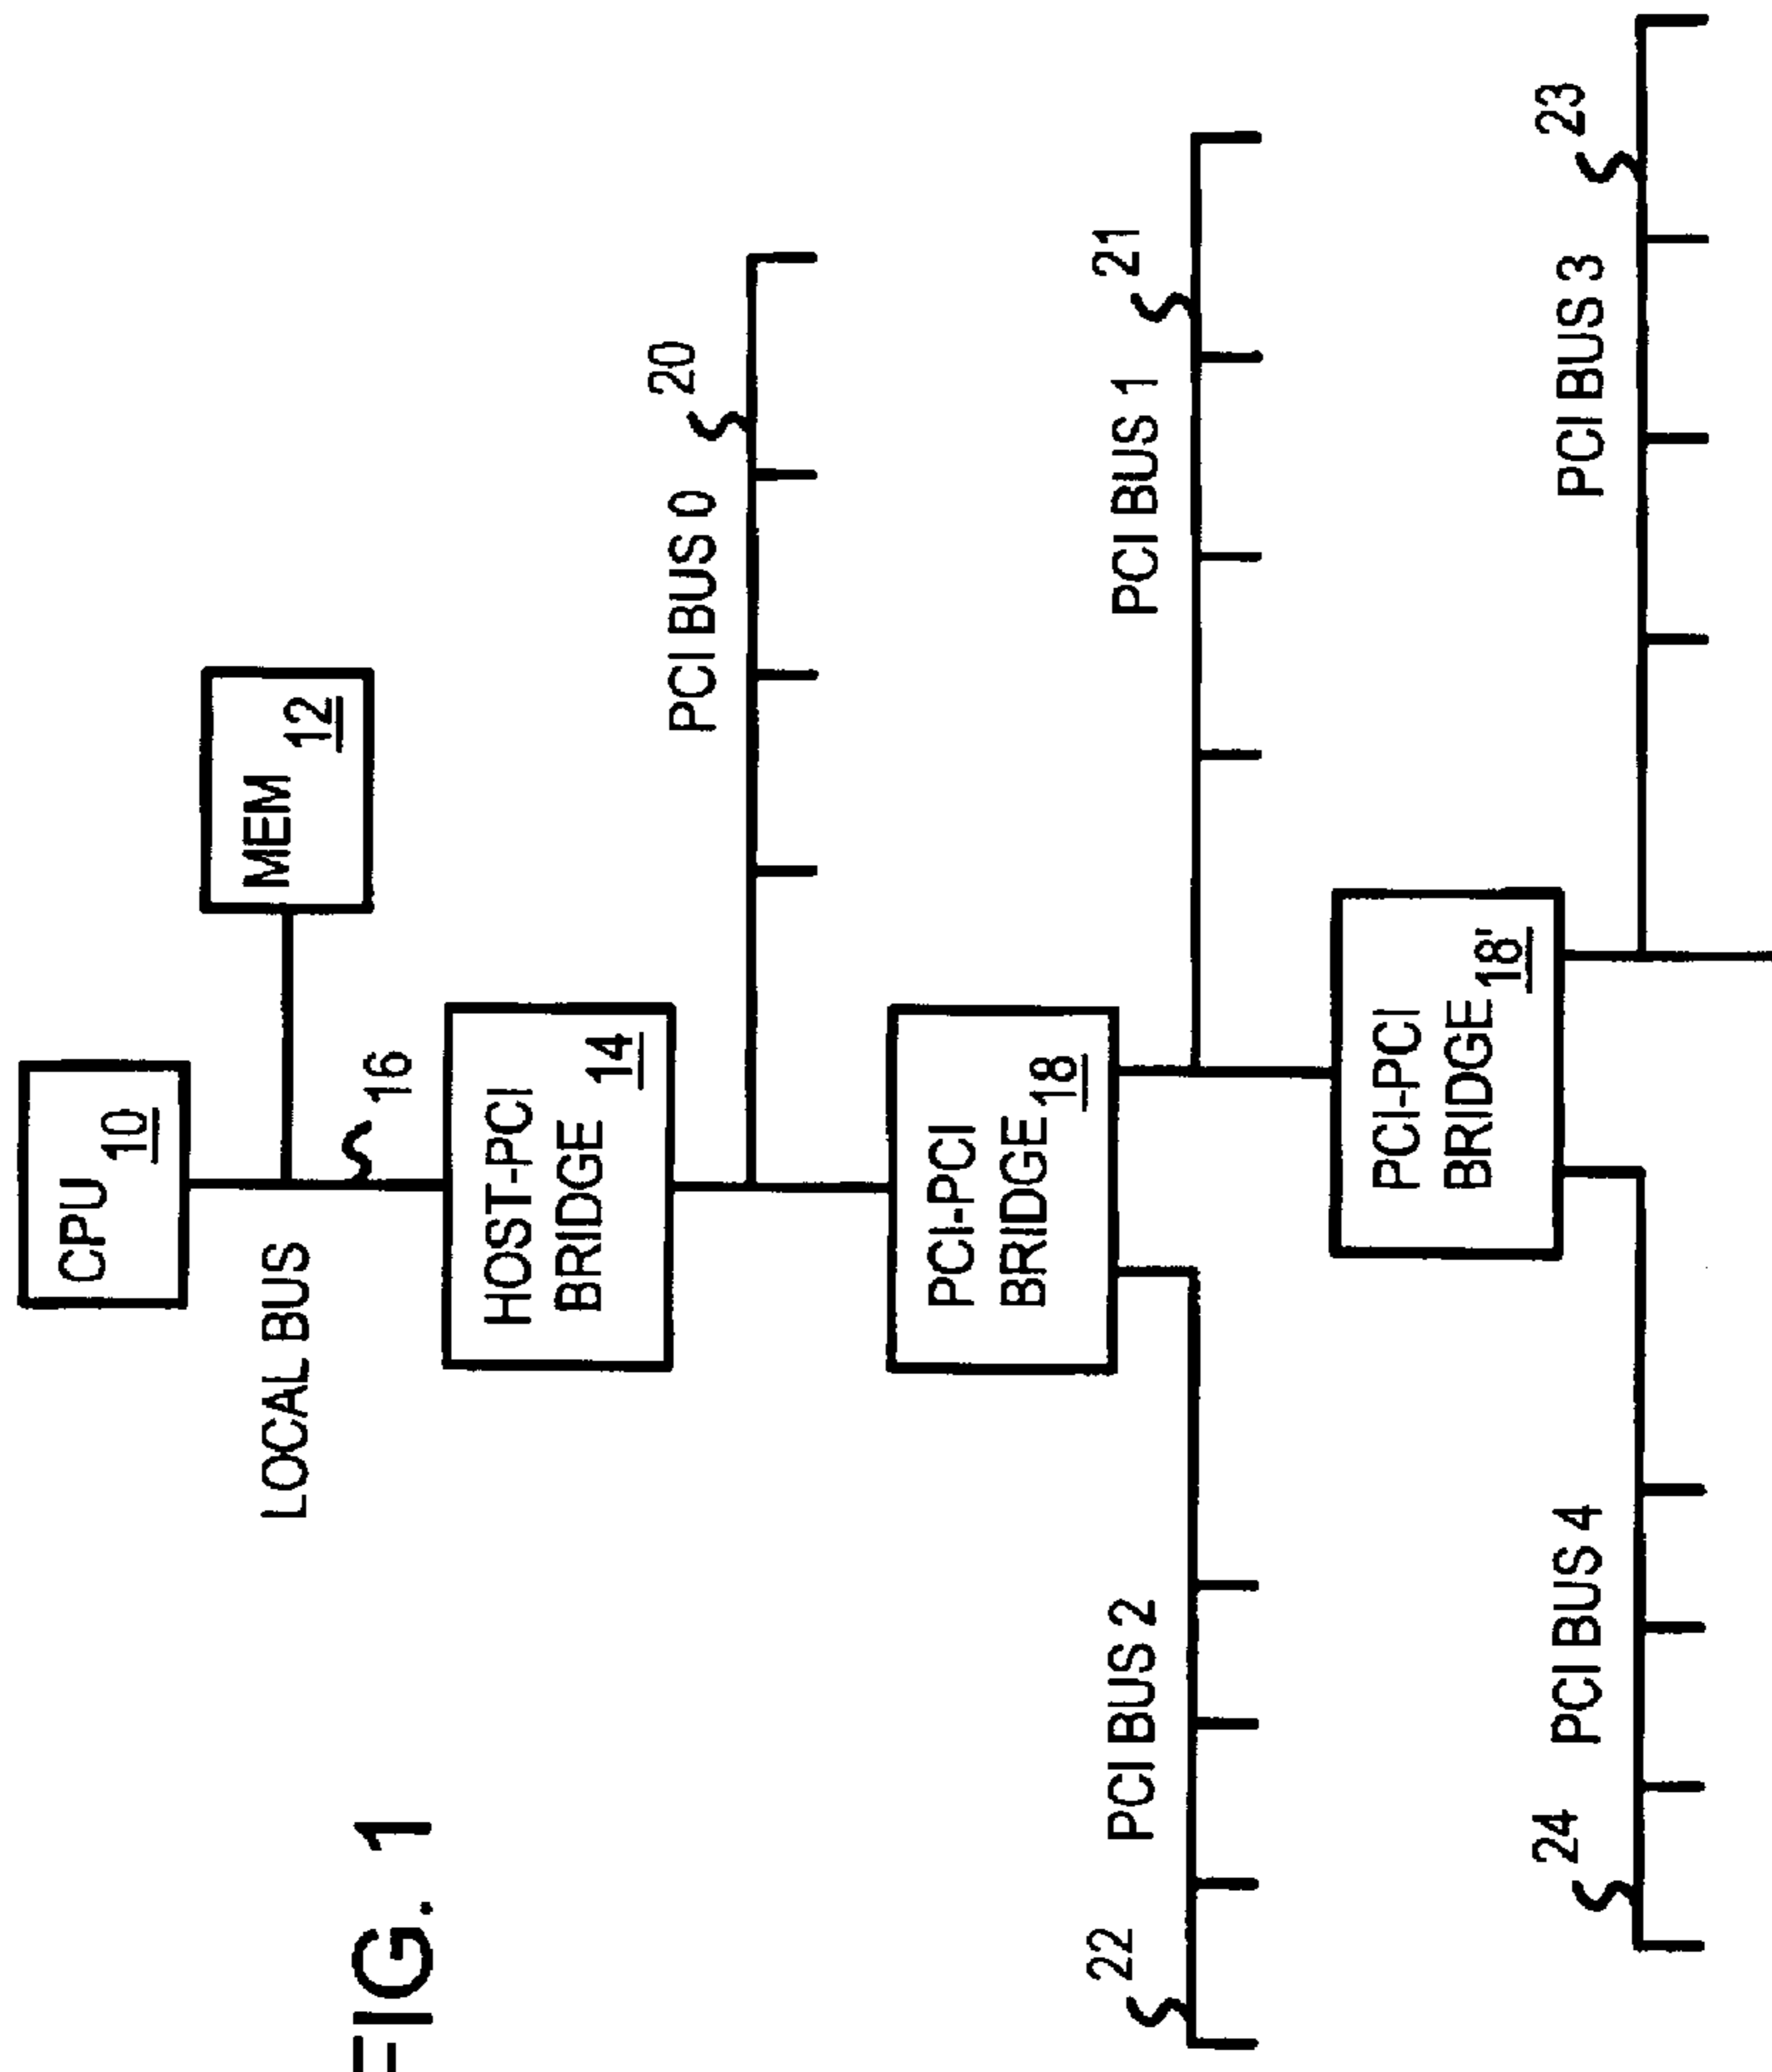 FIG. 1
CPU 10
MEM 12
LOCAL BUS
16
HOST-PCI
BRIDGE 14
20
PCI BUS 0
PCI-PCI
BRIDGE 18
21
PCI BUS 1
22
PCI BUS 2
PCI-PCI
BRIDGE 18'
23
PCI BUS 3
24
PCI BUS 4